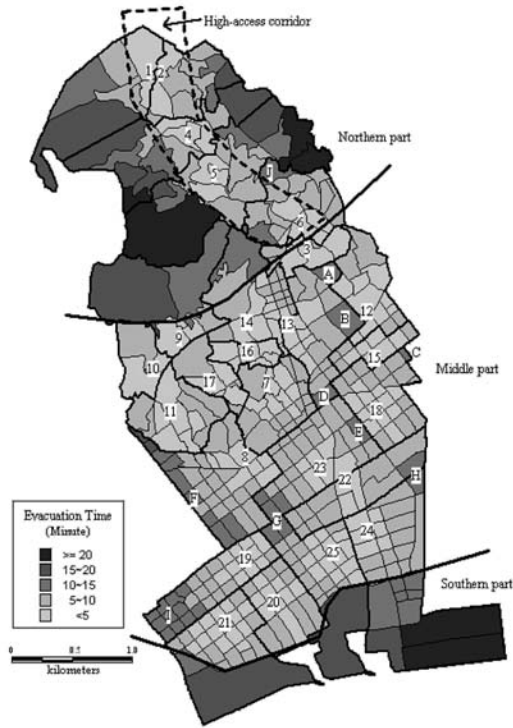 High-access corridor
1
2
4
5
J
Northern part
6
3
A
B
12
14
13
9
16
15
C
10
17
7
Middle part
D
11
18
E
8
23
22
H
F
G
24
25
19
Evacuation Time
(Minute)
>= 20
15~20
10~15
5~10
<5
Southern part
I
21
20
0
0.5
1.0
kilometers